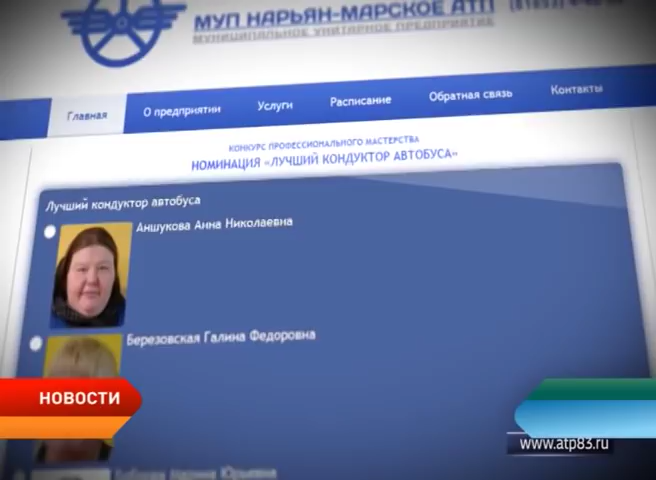 МУП НАРЬЯН-МАРСКОЕ АТП
МУНИЦИПАЛЬНОЕ УНИТАРНОЕ ПРЕДПРИЯТИЕ
Главная
О предприятии
Услуги
Расписание
Обратная связь
Контакты
КОНКУРС ПРОФЕССИОНАЛЬНОГО МАСТЕРСТВА
НОМИНАЦИЯ «ЛУЧШИЙ КОНДУКТОР АВТОБУСА»
Лучший кондуктор автобуса
Аншукова Анна Николаевна
Березовская Галина Федоровна
НОВОСТИ
www.atp83.ru